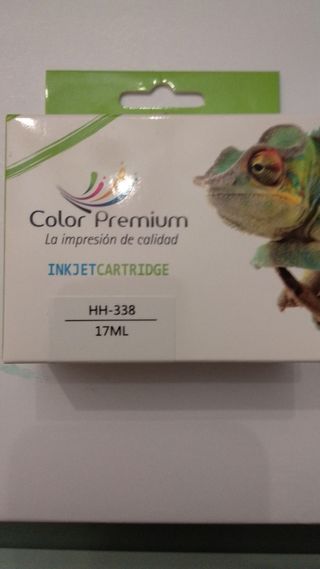 Color Premium
La impresión de calidad
INKJETCARTRIDGE
HH-338
17ML